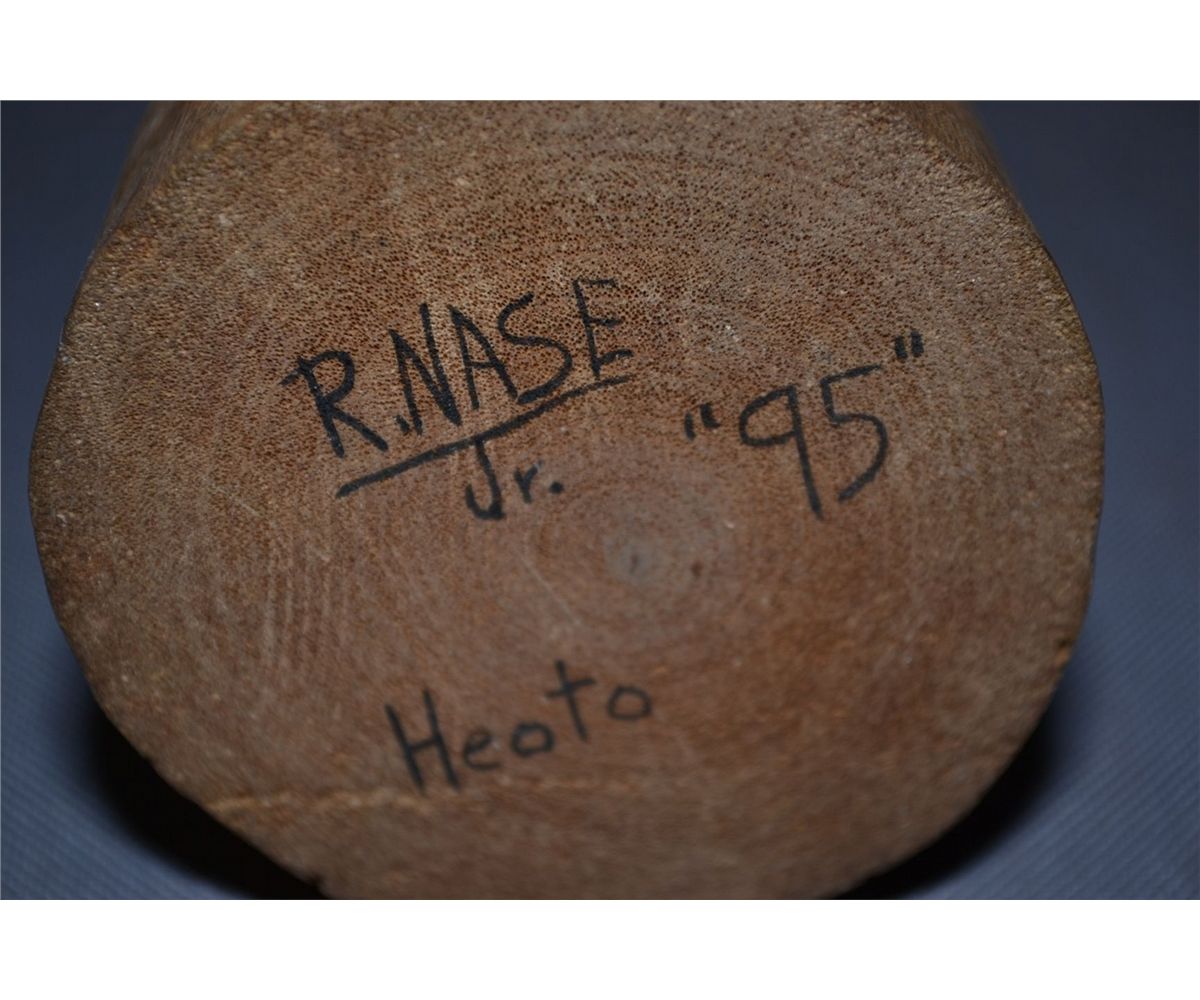 R. NASE
Jr.
"95"
Heoto